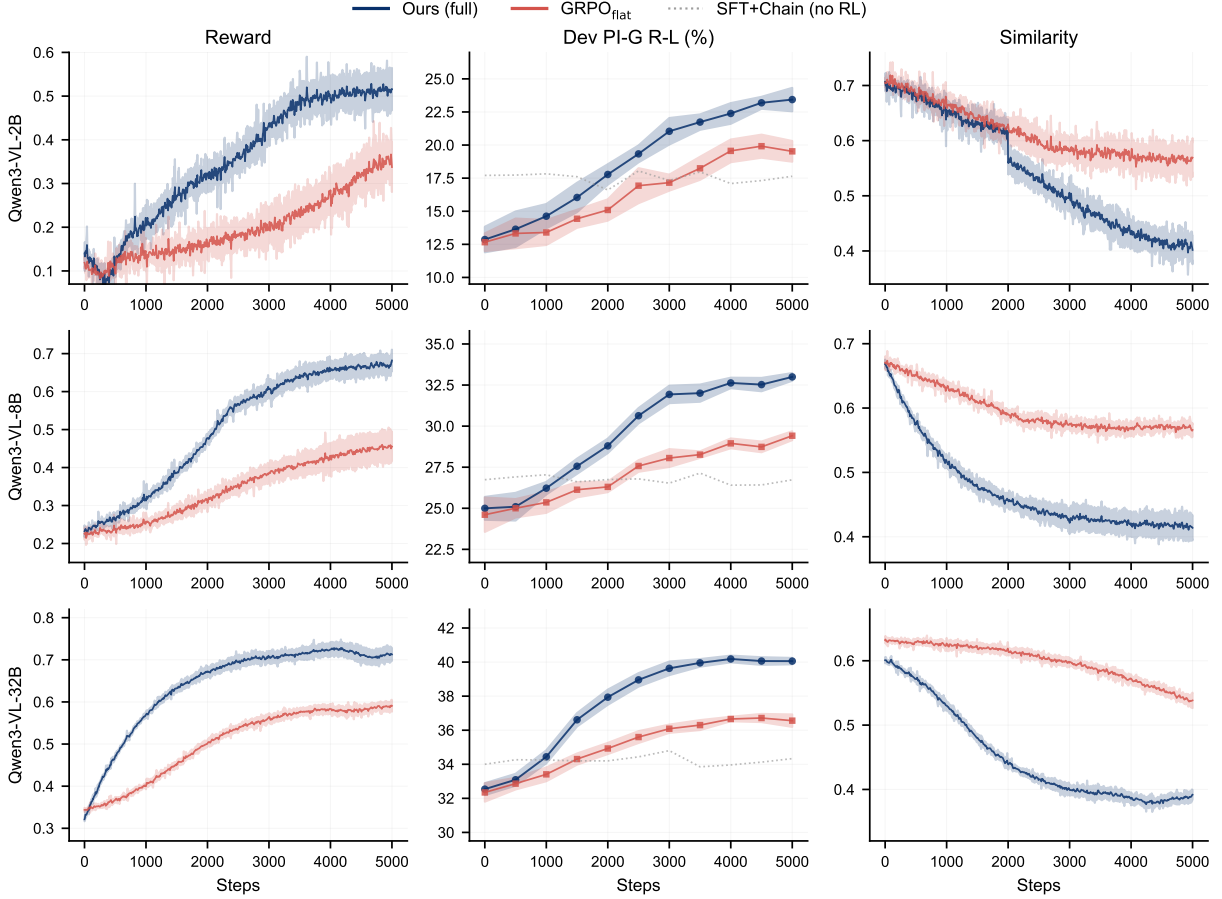 Ours (full) GRPOflat SFT+Chain (no RL)
Reward Dev PI-G R-L (%) Similarity
Qwen3-VL-2B
0.6
0.5
0.4
0.3
0.2
0.1
0 1000 2000 3000 4000 5000
25.0
22.5
20.0
17.5
15.0
12.5
10.0
0 1000 2000 3000 4000 5000
0.7
0.6
0.5
0.4
0 1000 2000 3000 4000 5000
Qwen3-VL-8B
0.7
0.6
0.5
0.4
0.3
0.2
0 1000 2000 3000 4000 5000
35.0
32.5
30.0
27.5
25.0
22.5
0 1000 2000 3000 4000 5000
0.7
0.6
0.5
0.4
0 1000 2000 3000 4000 5000
Qwen3-VL-32B
0.8
0.7
0.6
0.5
0.4
0.3
0 1000 2000 3000 4000 5000
Steps
42
40
38
36
34
32
30
0 1000 2000 3000 4000 5000
Steps
0.6
0.5
0.4
0 1000 2000 3000 4000 5000
Steps